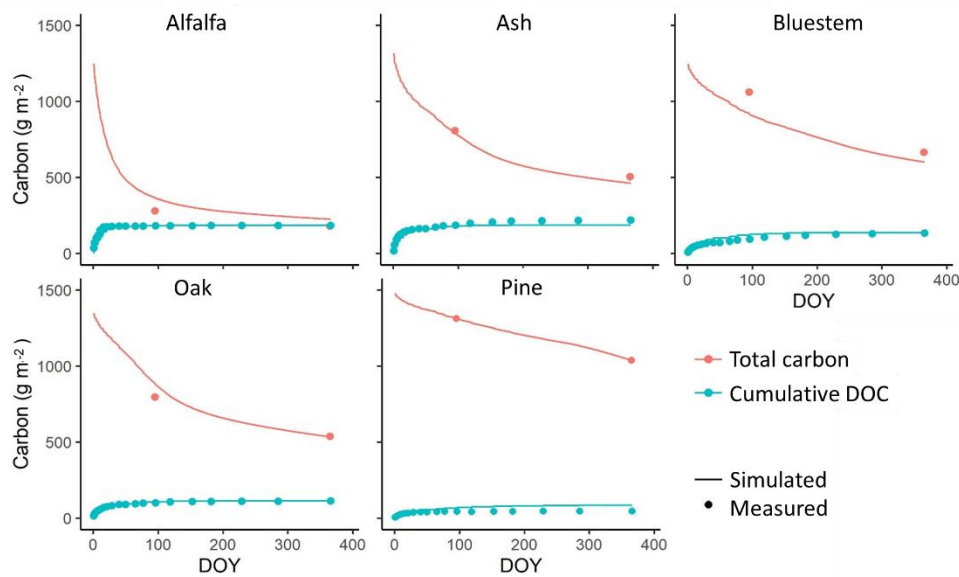 Alfalfa
Ash
Bluestem
Carbon (g m⁻²)
1500
1000
500
0
0 100 200 300 400
DOY
Oak
Pine
Carbon (g m⁻²)
1500
1000
500
0
0 100 200 300 400
DOY
0 100 200 300 400
DOY
Total carbon
Cumulative DOC
Simulated
Measured